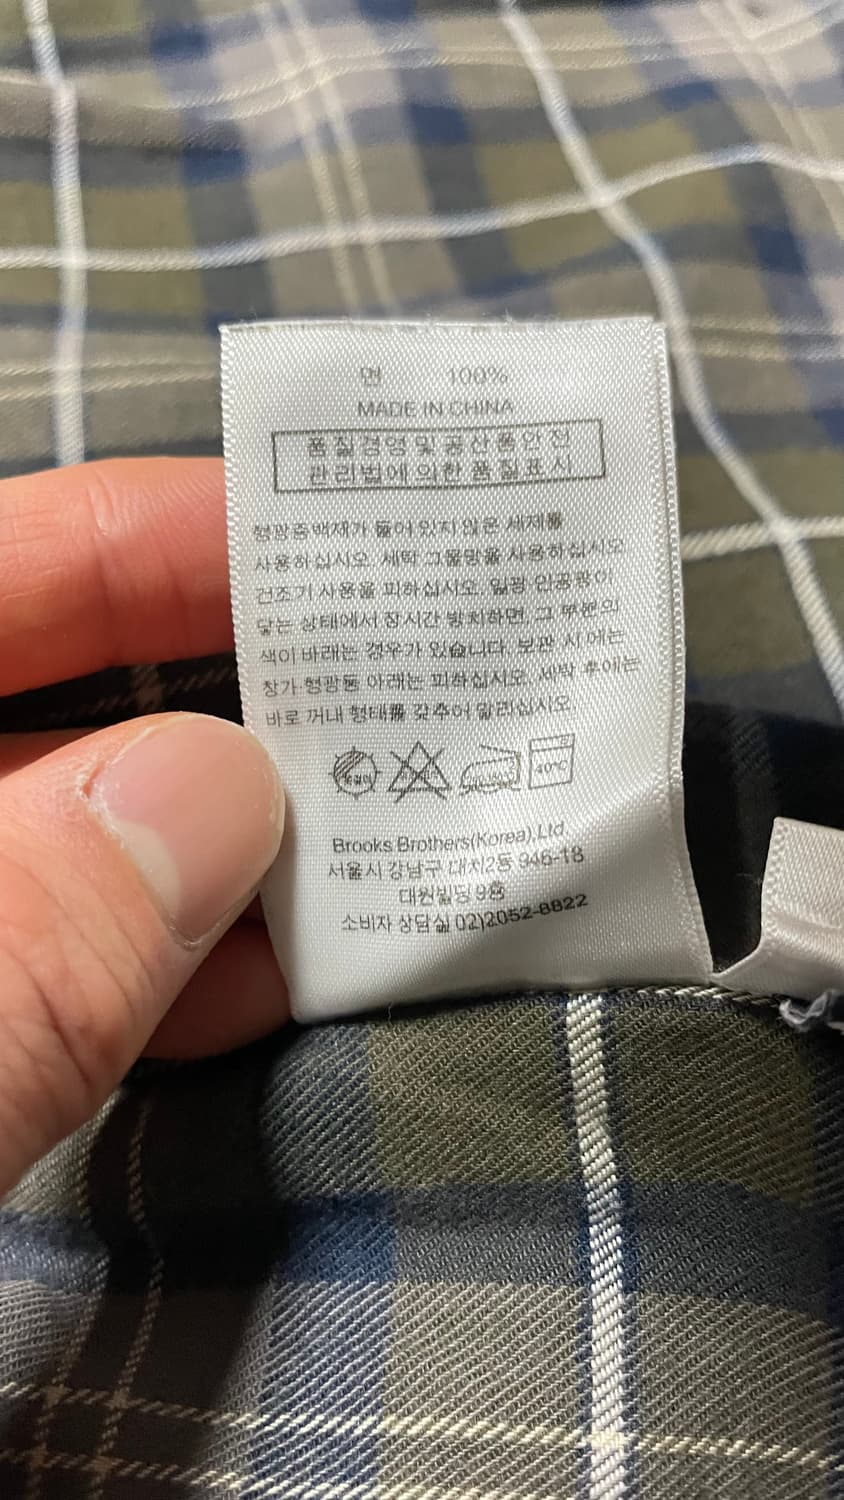 면 100%
MADE IN CHINA
품질경영 및 공산품안전
관리법에 의한 품질표시
형광증백재가 들어 있지 않은 세제를
사용하십시오. 세탁 그물망을 사용하십시오.
건조기 사용을 피하십시오. 일광 인공광이
닿는 상태에서 장시간 방치하면, 그 부분의
색이 바래는 경우가 있습니다. 보관 시 에는
창가·형광등 아래는 피하십시오. 세탁 후에는
바로 꺼내 형태를 갖추어 말리십시오.
옷걸이 40℃
Brooks Brothers(Korea).Ltd.
서울시 강남구 대치2동 946-18
대원빌딩 9층
소비자 상담실 02)2052-8822